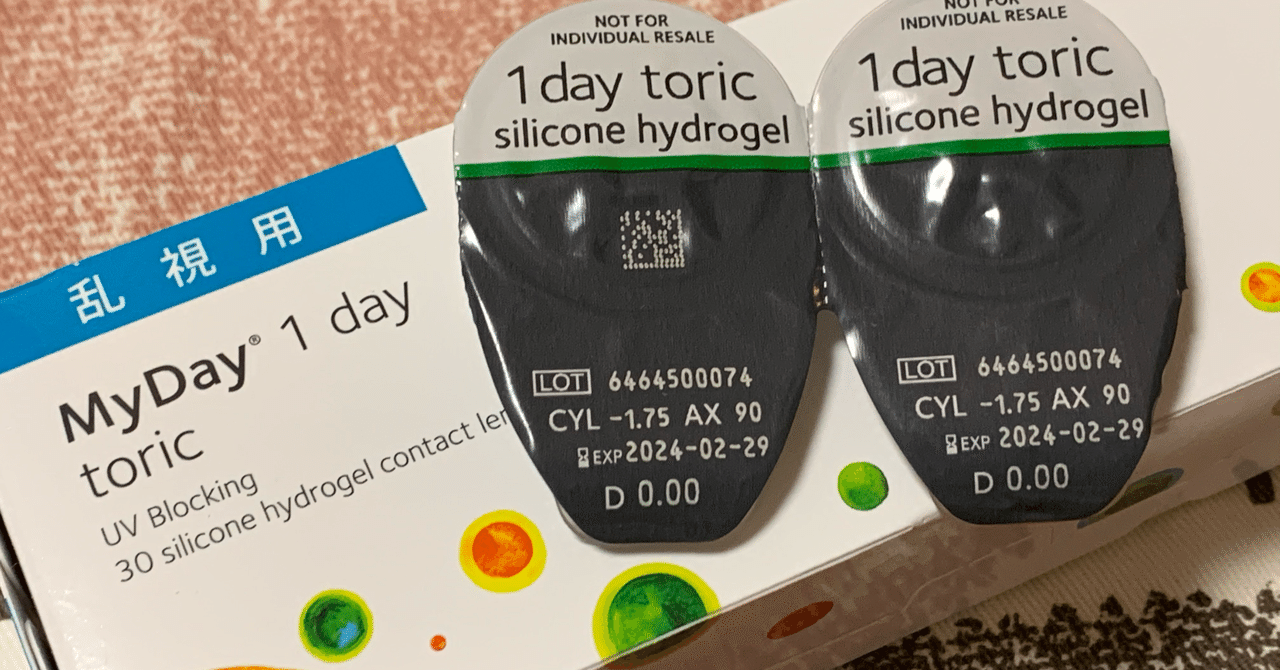 乱視用
MyDay® 1 day
toric
UV Blocking
30 silicone hydrogel contact
NOT FOR
INDIVIDUAL RESALE
1 day toric
silicone hydrogel
LOT 6464500074
CYL -1.75 AX 90
EXP 2024-02-29
D 0.00
NOT FOR
INDIVIDUAL RESALE
1 day toric
silicone hydrogel
LOT 6464500074
CYL -1.75 AX 90
EXP 2024-02-29
D 0.00